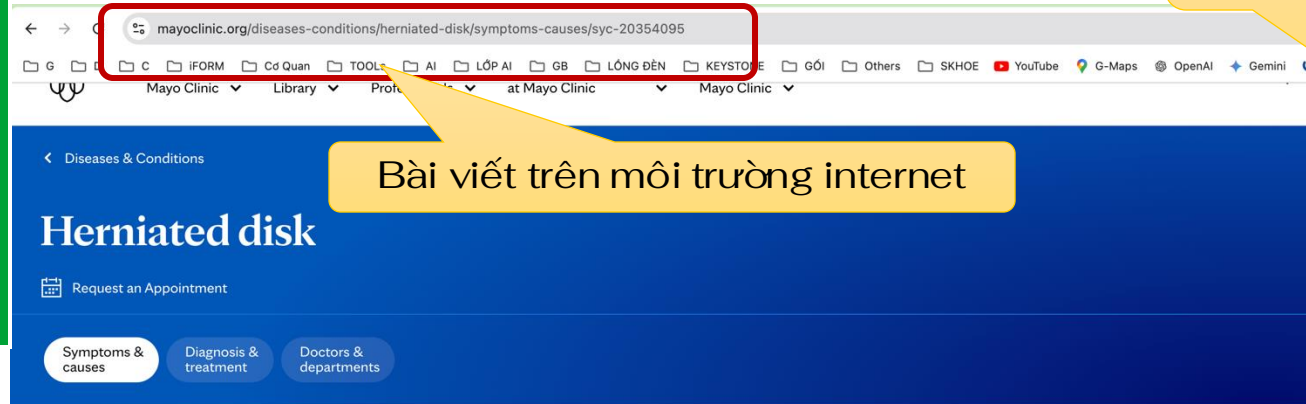 mayoclinic.org/diseases-conditions/herniated-disk/symptoms-causes/syc-20354095
G D C iFORM Cơ Quan TOOLs AI LỚP AI GB LỒNG ĐÈN KEYSTONE GÓI Others SKHOE YouTube G-Maps OpenAI Gemini
Mayo Clinic Library at Mayo Clinic Mayo Clinic
Diseases & Conditions
Bài viết trên môi trường internet
Herniated disk
Request an Appointment
Symptoms & causes
Diagnosis & treatment
Doctors & departments